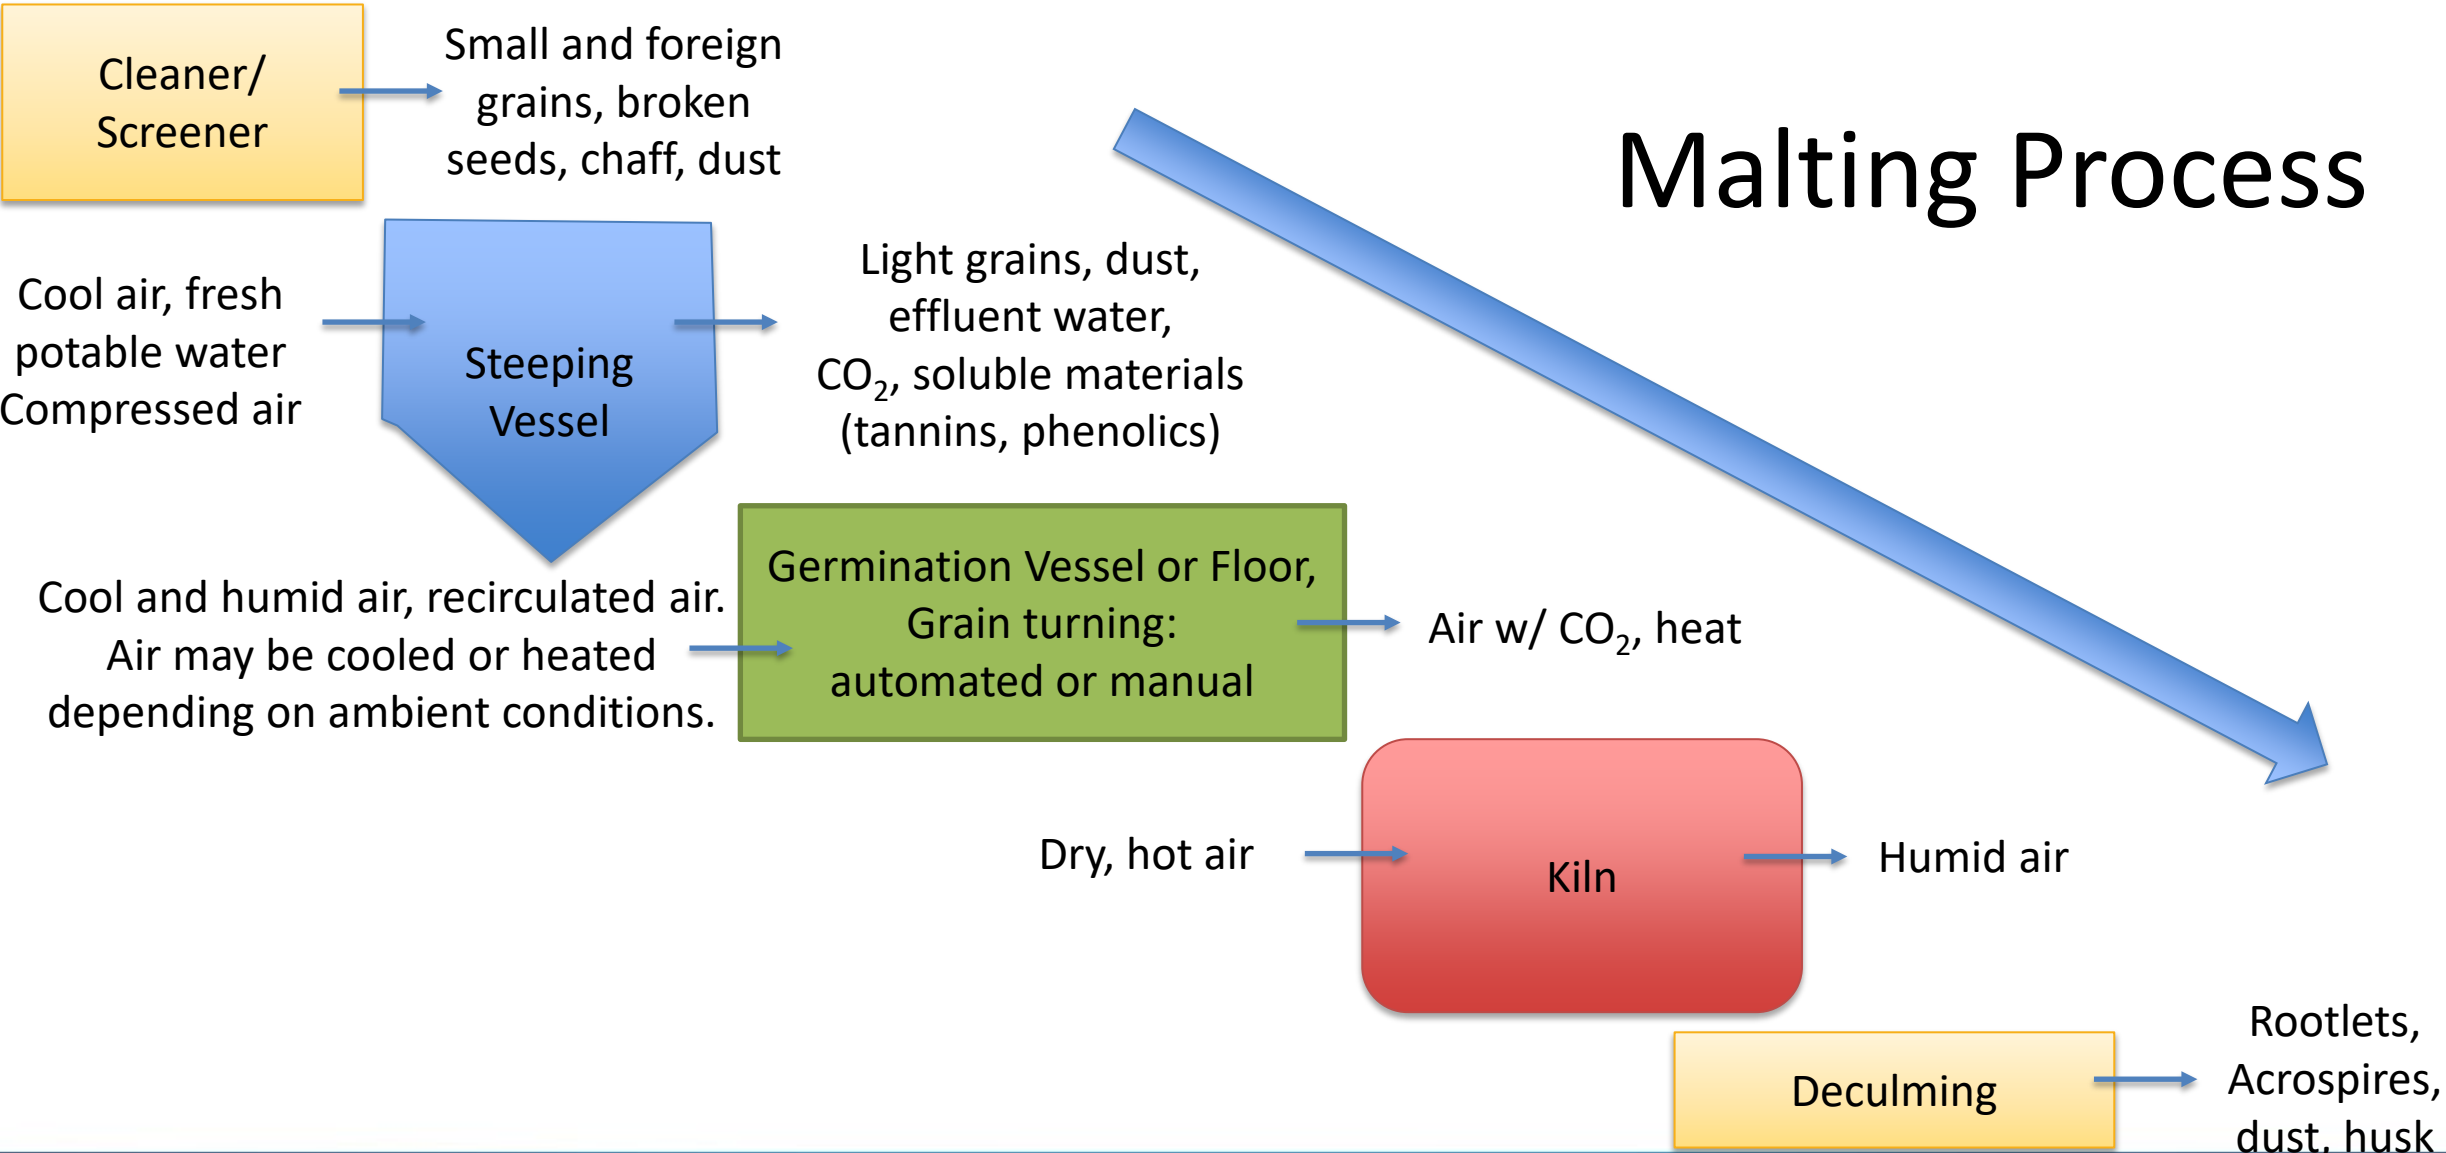 Cleaner/
Screener
Small and foreign
grains, broken
seeds, chaff, dust
Malting Process
Cool air, fresh
potable water
Compressed air
Steeping
Vessel
Light grains, dust,
effluent water,
CO₂, soluble materials
(tannins, phenolics)
Cool and humid air, recirculated air.
Air may be cooled or heated
depending on ambient conditions.
Germination Vessel or Floor,
Grain turning:
automated or manual
Air w/ CO₂, heat
Dry, hot air
Kiln
Humid air
Deculming
Rootlets,
Acrospires,
dust, husk